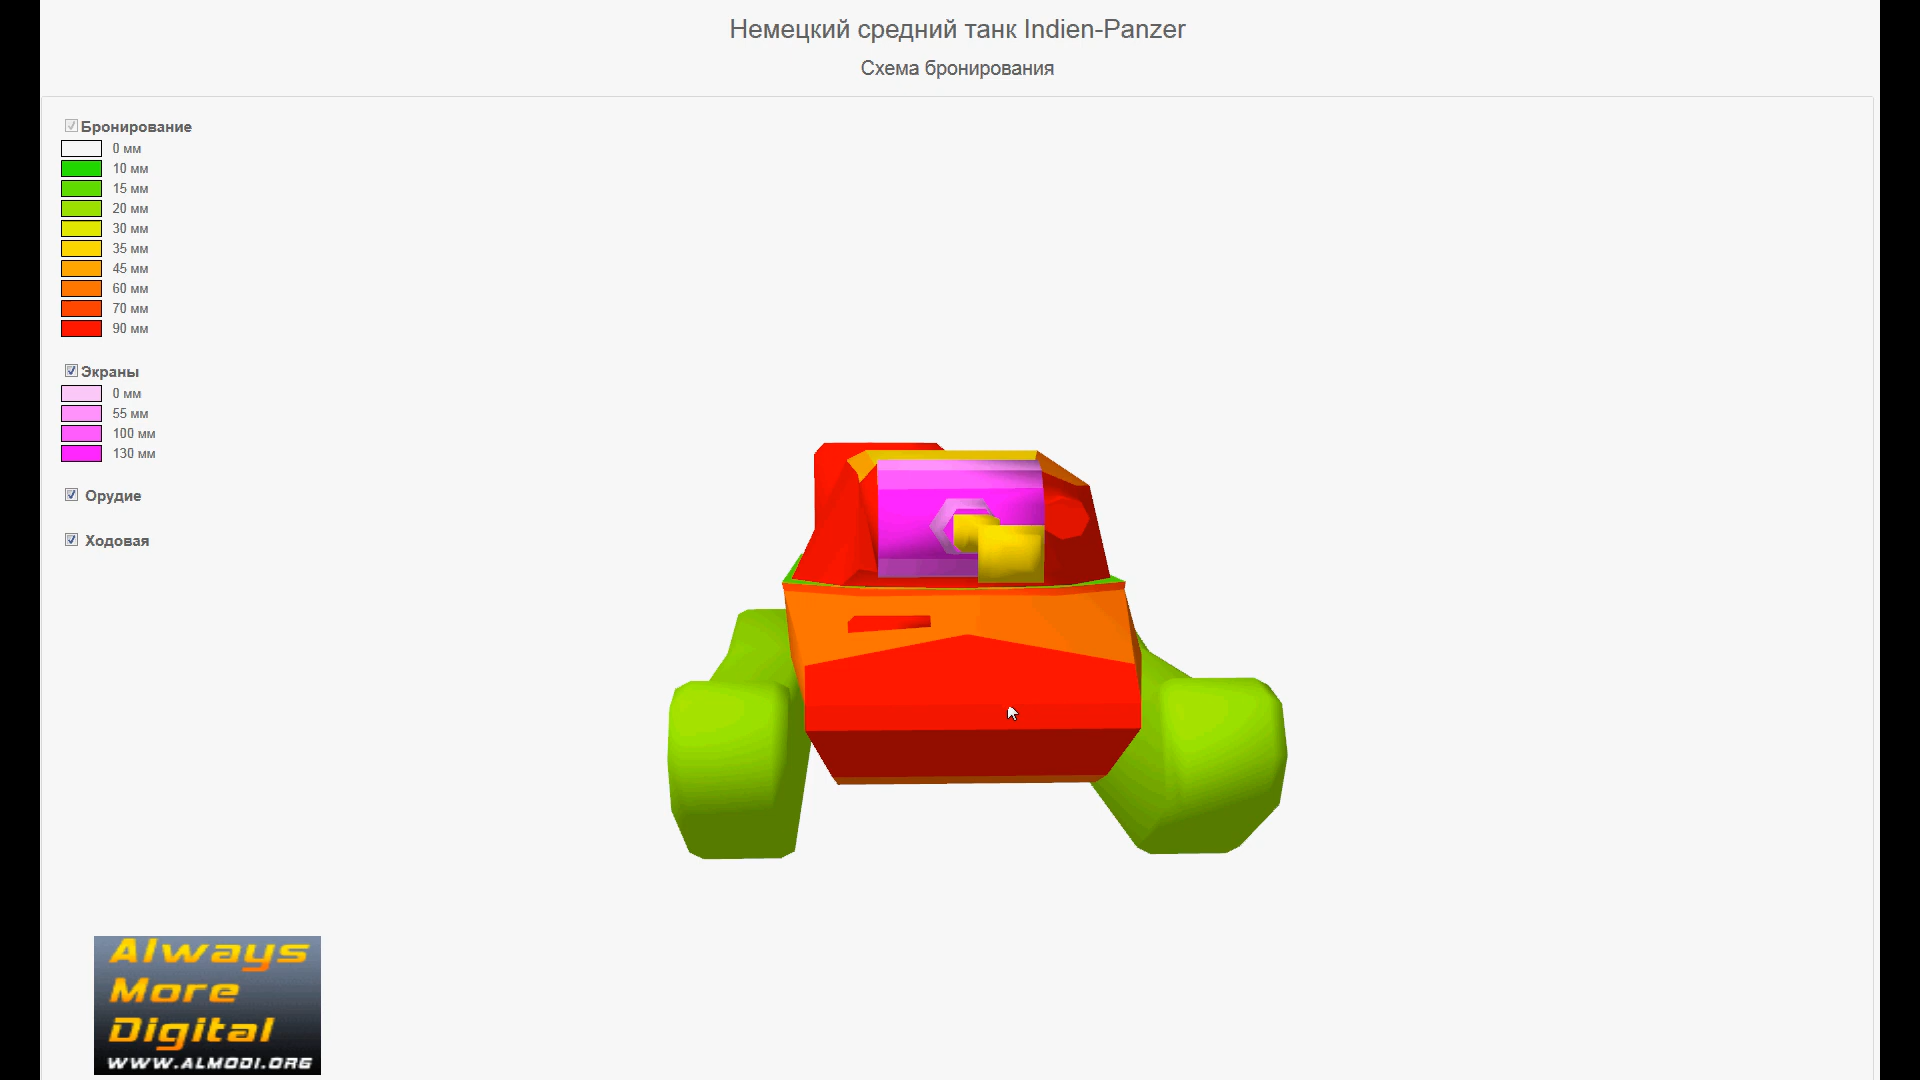 Немецкий средний танк Indien-Panzer
Схема бронирования
Бронирование
0 мм
10 мм
15 мм
20 мм
30 мм
35 мм
45 мм
60 мм
70 мм
90 мм
Экраны
0 мм
55 мм
100 мм
130 мм
Орудие
Ходовая
Always
More
Digital
WWW.ALMODI.ORG